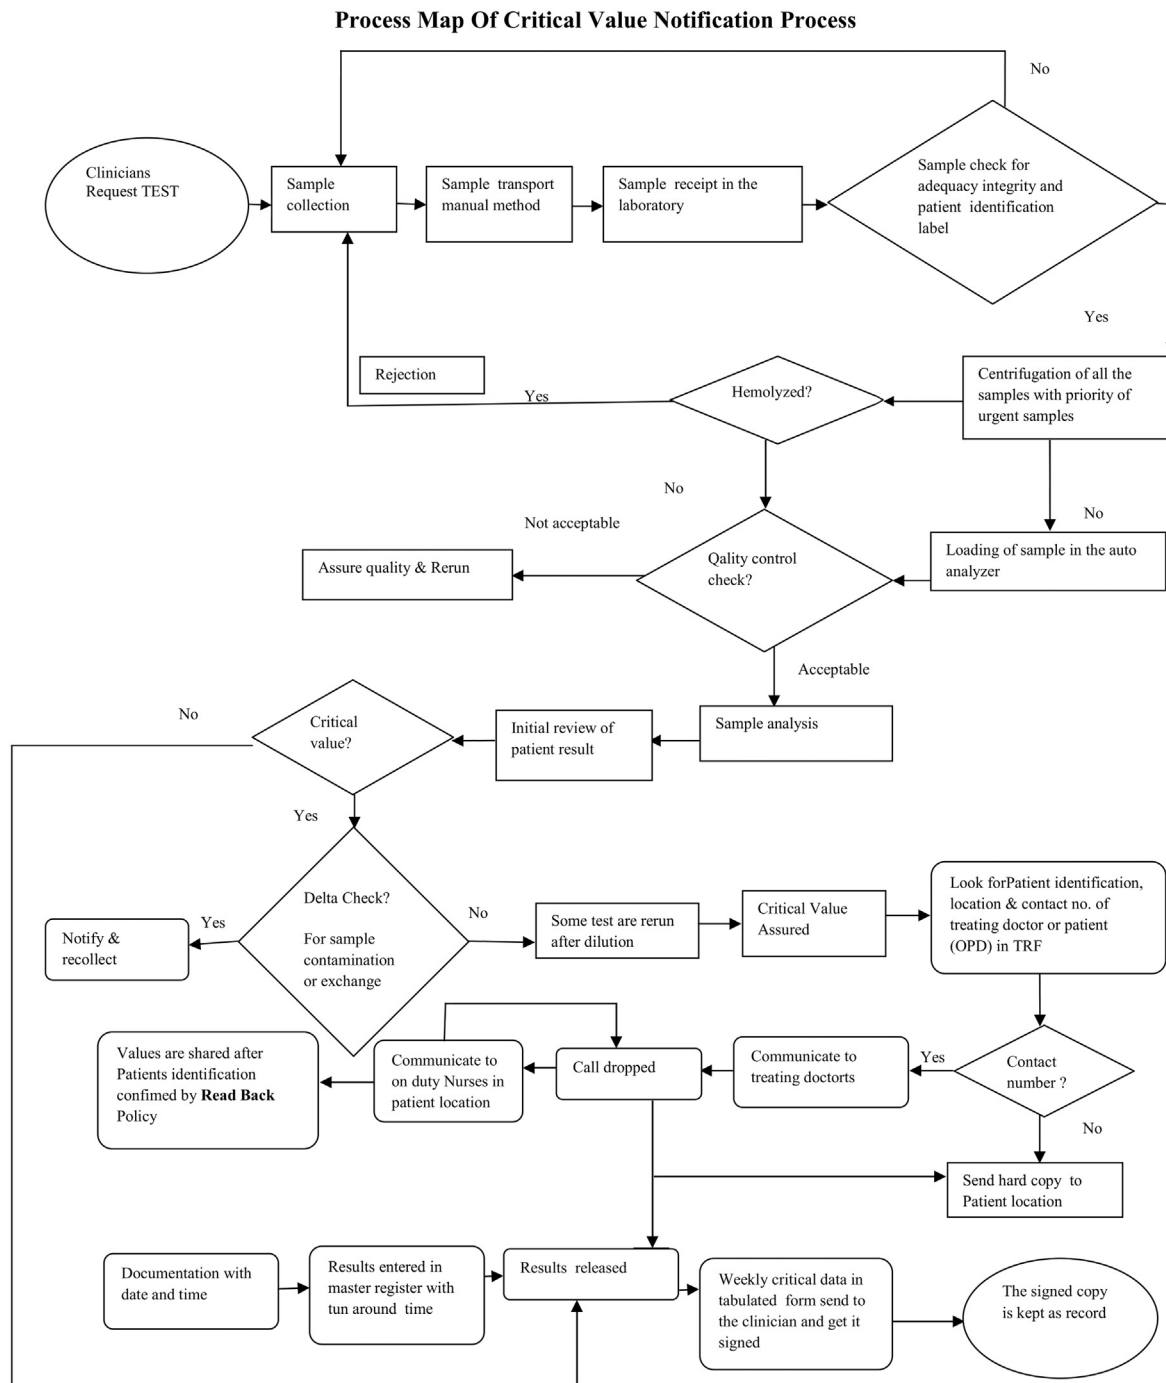 Process Map Of Critical Value Notification Process
No
Clinicians
Request TEST
Sample
collection
Sample transport
manual method
Sample receipt in the
laboratory
Sample check for
adequacy integrity and
patient identification
label
Yes
Rejection
Yes
Hemolyzed?
Centrifugation of all the
samples with priority of
urgent samples
No
No
Not acceptable
Assure quality & Rerun
Qality control
check?
Loading of sample in the auto
analyzer
Acceptable
No
Critical
value?
Initial review of
patient result
Sample analysis
Yes
Delta Check?
For sample
contamination
or exchange
Yes
Notify &
recollect
No
Some test are rerun
after dilution
Critical Value
Assured
Look forPatient identification,
location & contact no. of
treating doctor or patient
(OPD) in TRF
Values are shared after
Patients identification
confimed by Read Back
Policy
Communicate to
on duty Nurses in
patient location
Call dropped
Communicate to
treating doctorts
Yes
Contact
number ?
No
Send hard copy to
Patient location
Documentation with
date and time
Results entered in
master register with
tun around time
Results released
Weekly critical data in
tabulated form send to
the clinician and get it
signed
The signed copy
is kept as record